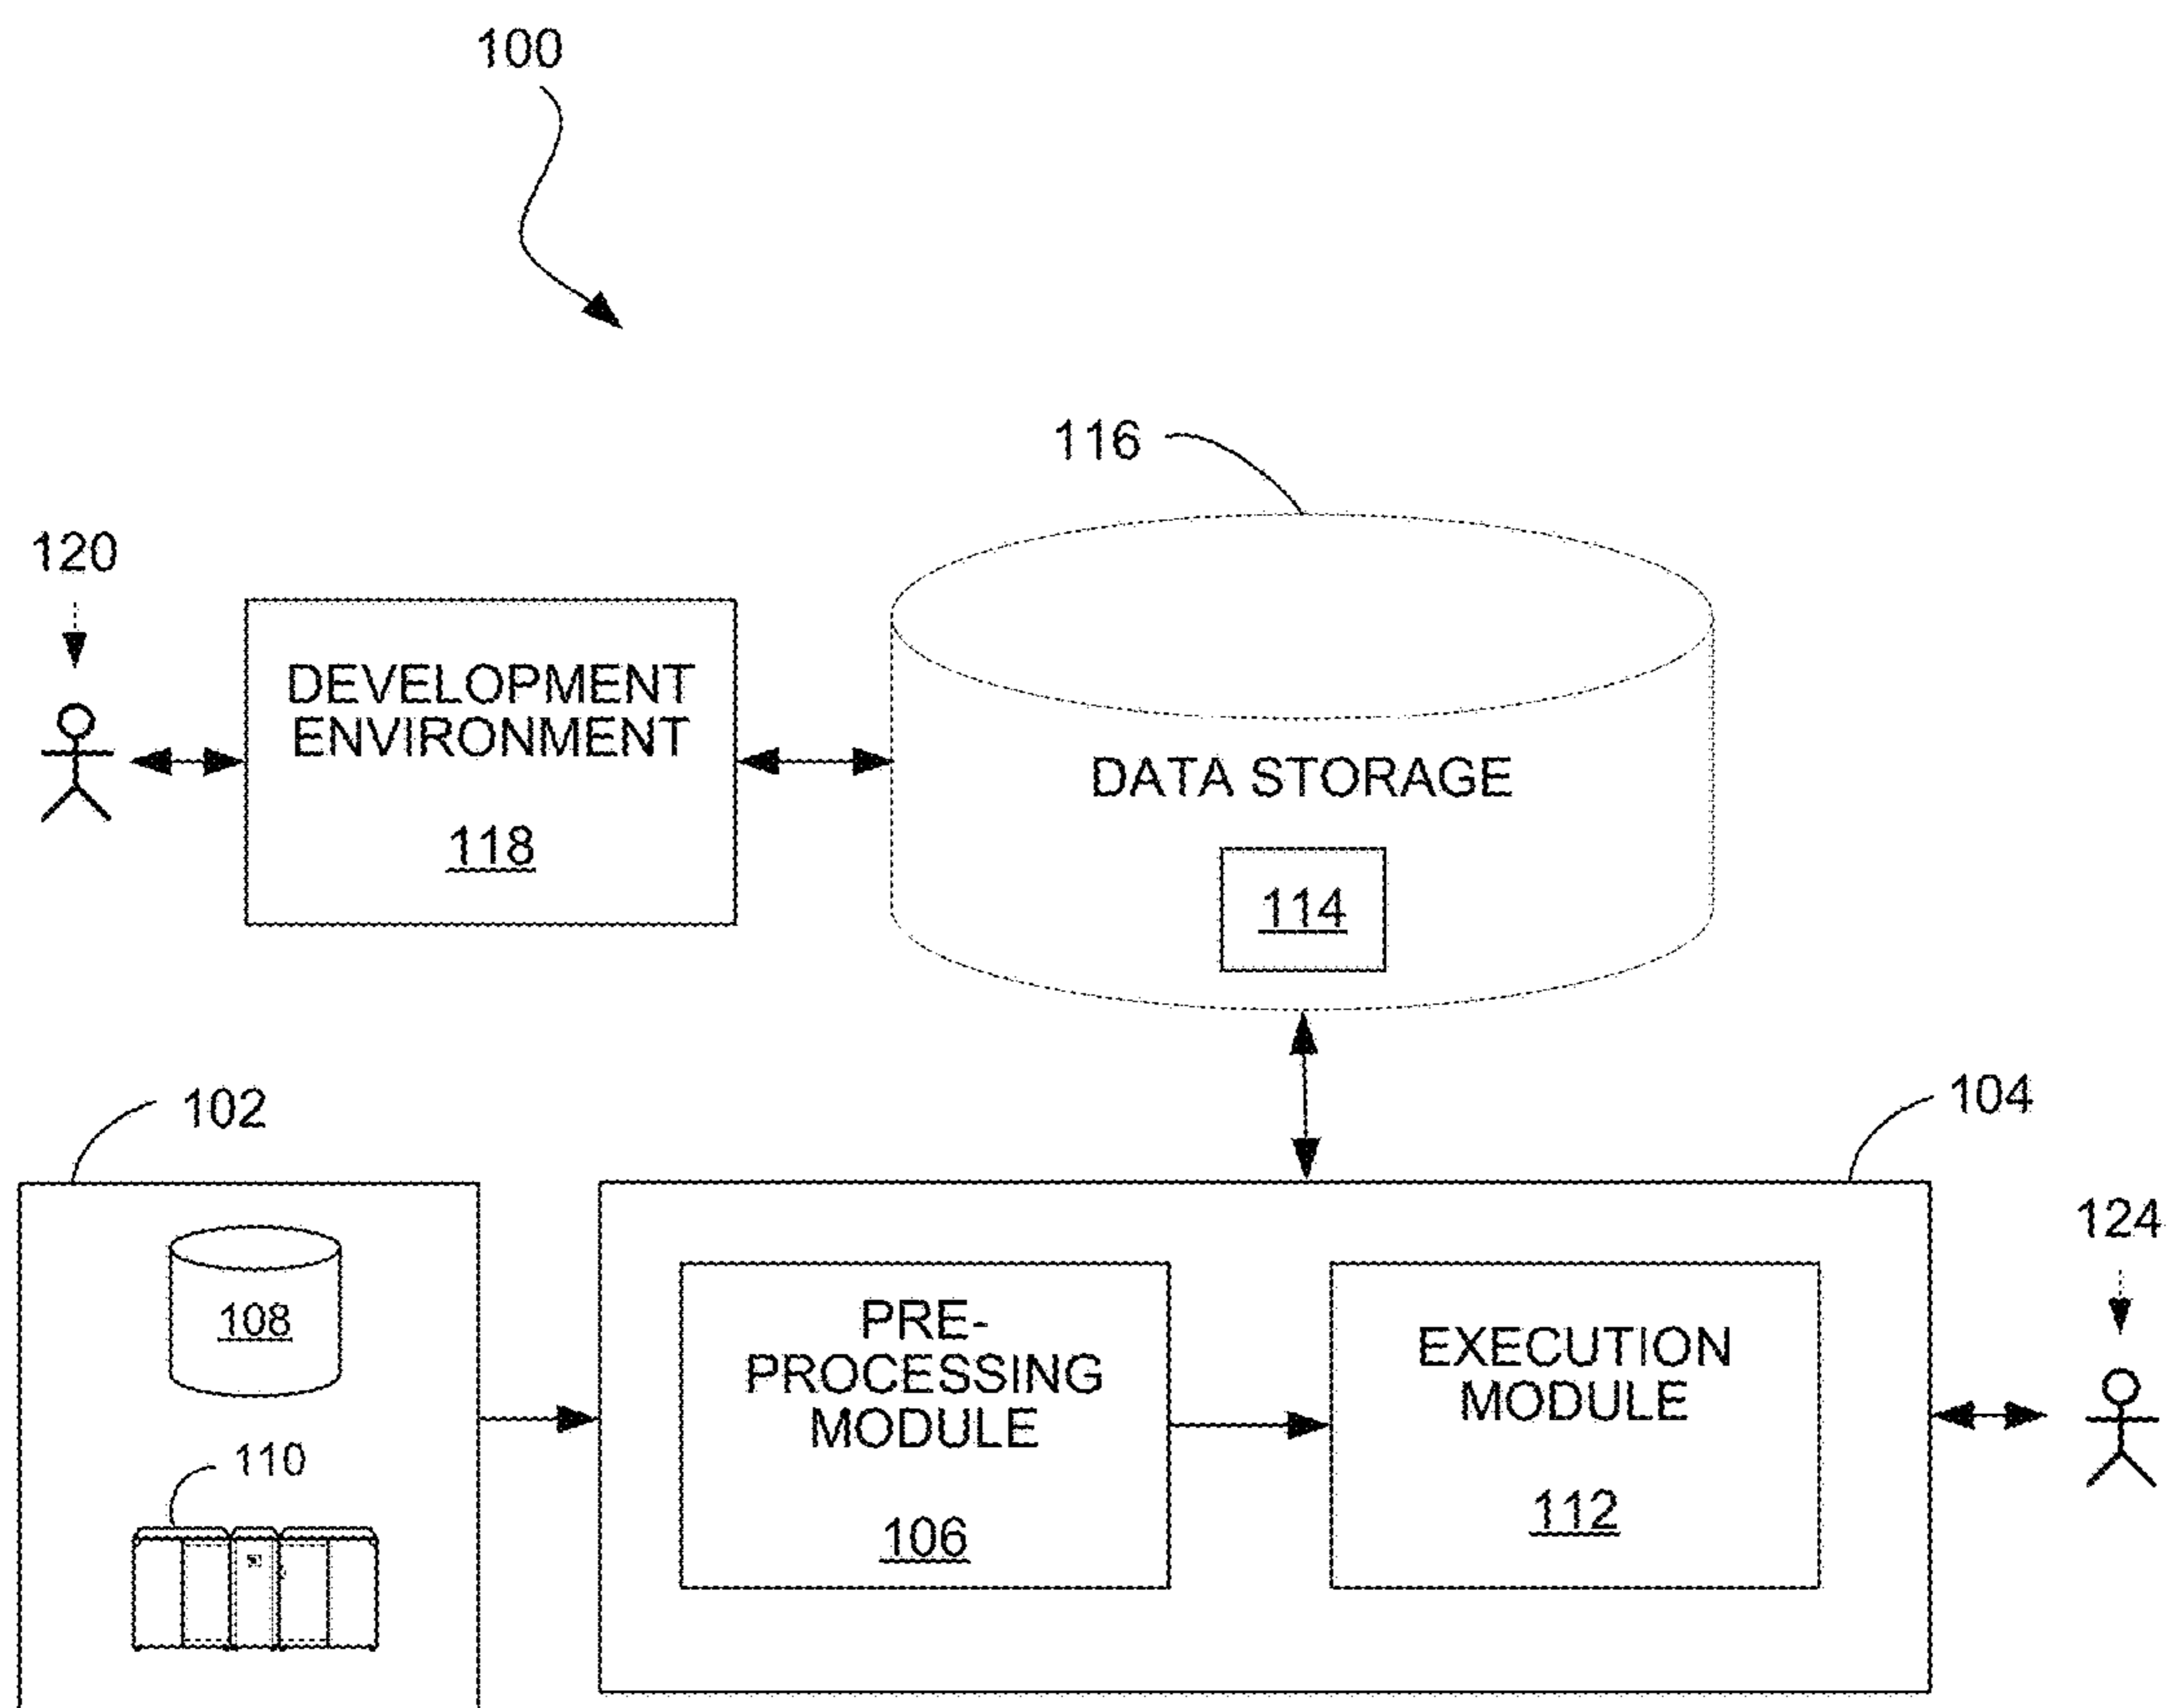 100
116
120
DEVELOPMENT
ENVIRONMENT
118
DATA STORAGE
114
102
104
124
108
110
PRE-
PROCESSING
MODULE
106
EXECUTION
MODULE
112